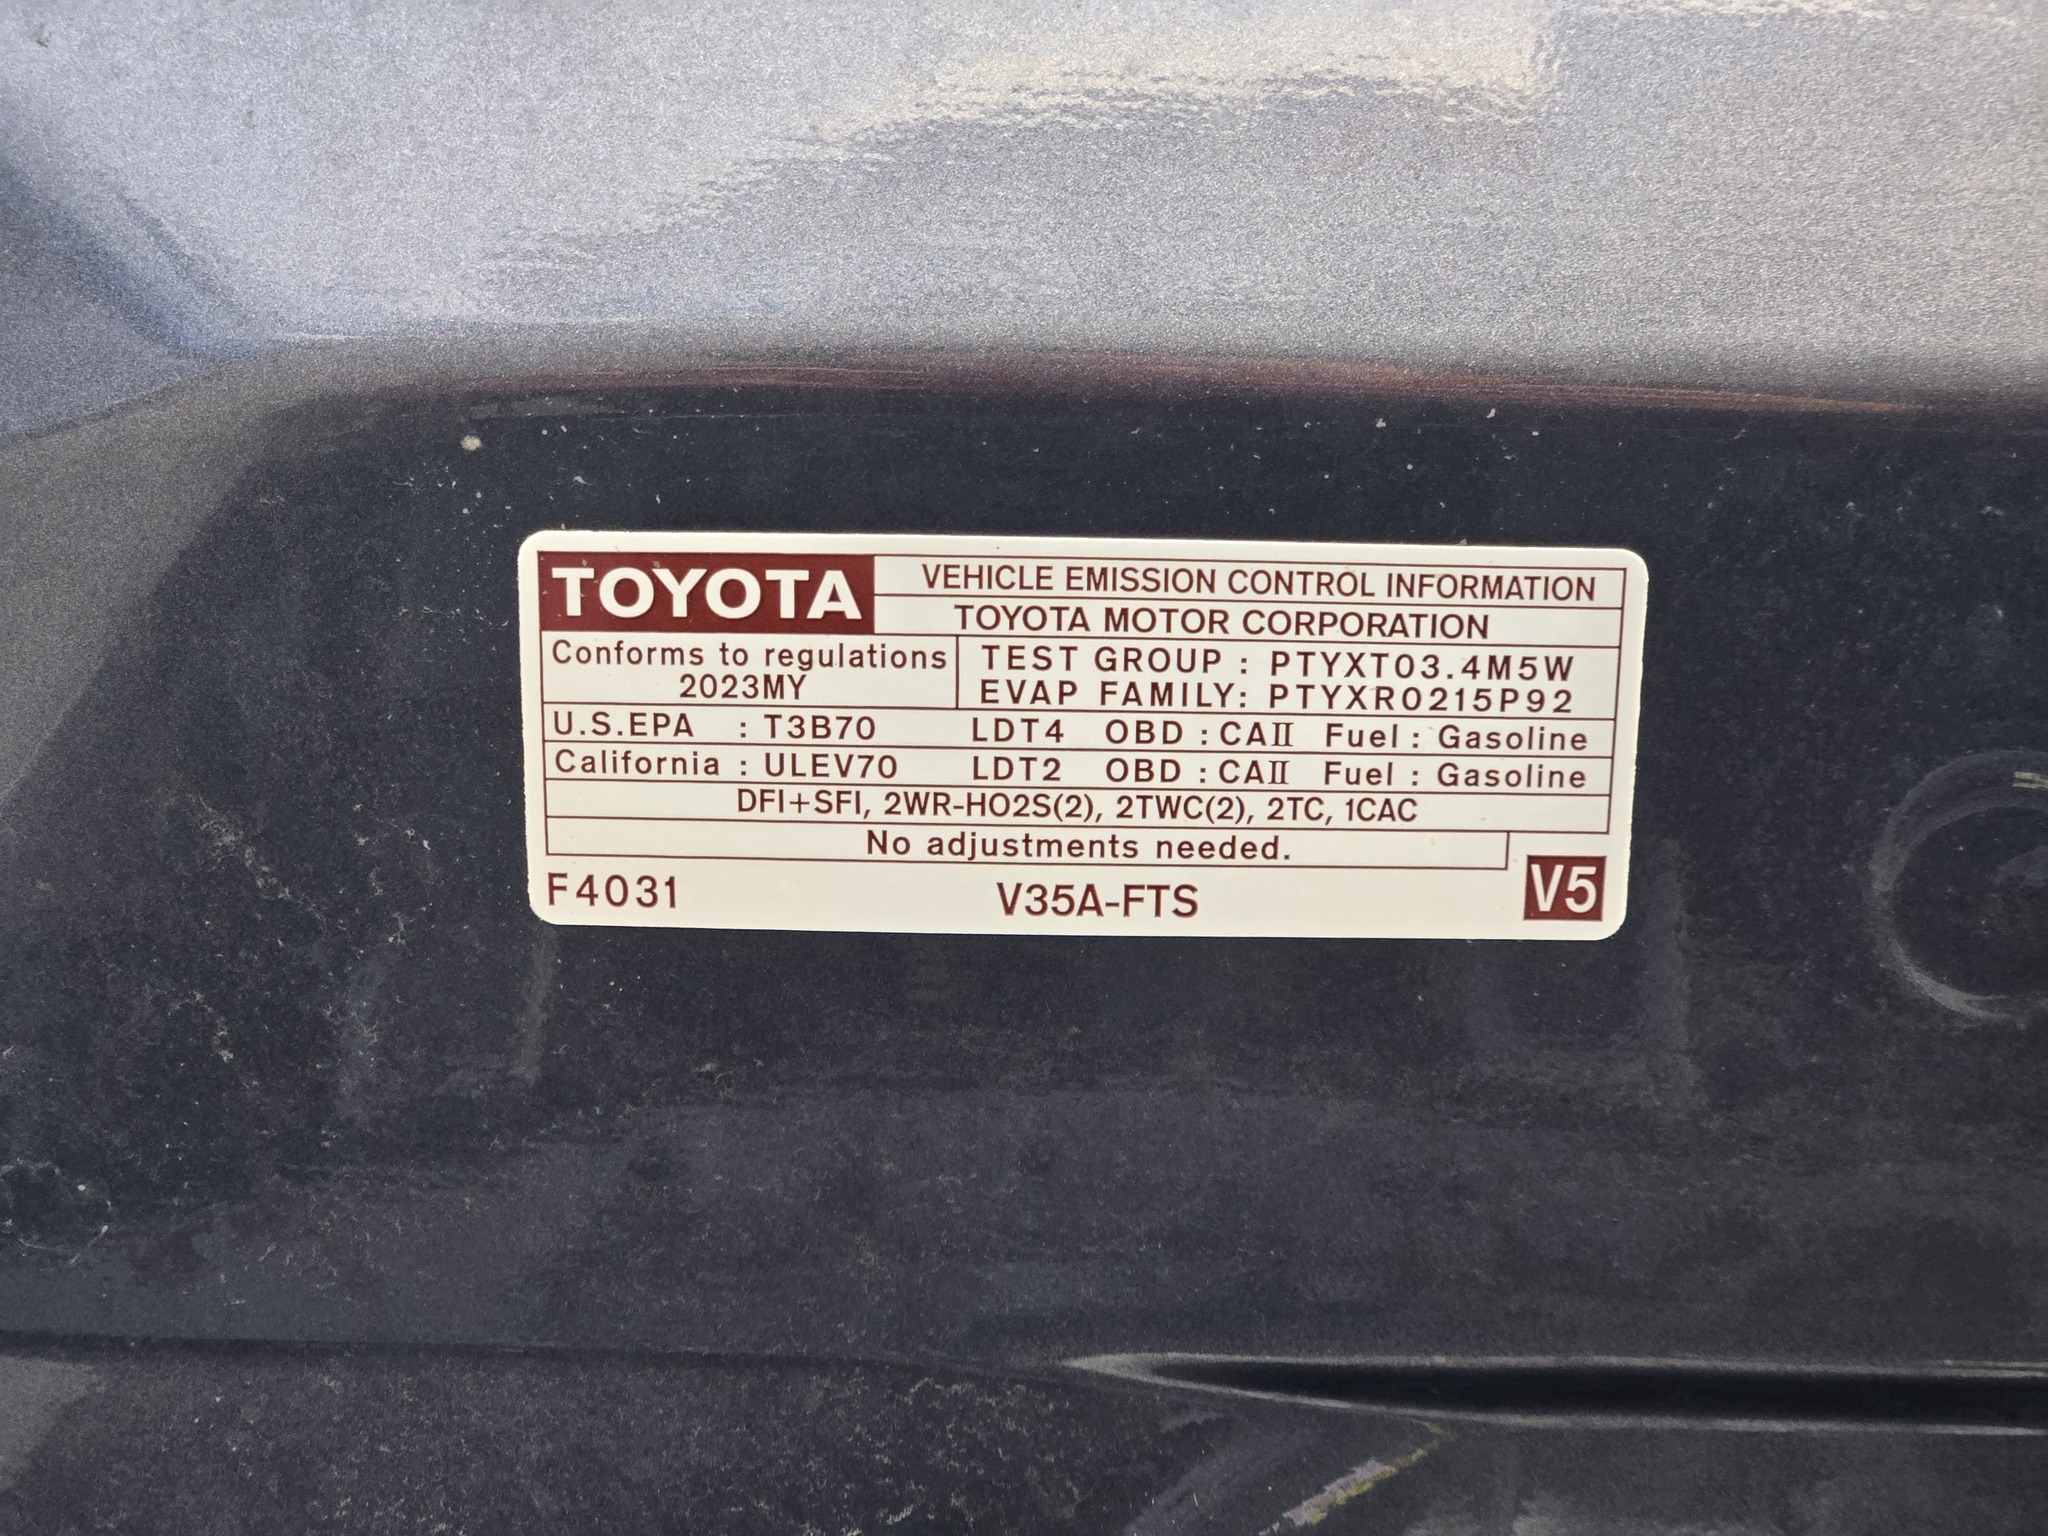 TOYOTA VEHICLE EMISSION CONTROL INFORMATION
TOYOTA MOTOR CORPORATION
Conforms to regulations
2023MY
TEST GROUP : PTYXT03.4M5W
EVAP FAMILY: PTYXR0215P92
U.S.EPA : T3B70 LDT4 OBD : CAⅡ Fuel : Gasoline
California : ULEV70 LDT2 OBD : CAⅡ Fuel : Gasoline
DFI+SFI, 2WR-HO2S(2), 2TWC(2), 2TC, 1CAC
No adjustments needed.
F4031 V35A-FTS V5